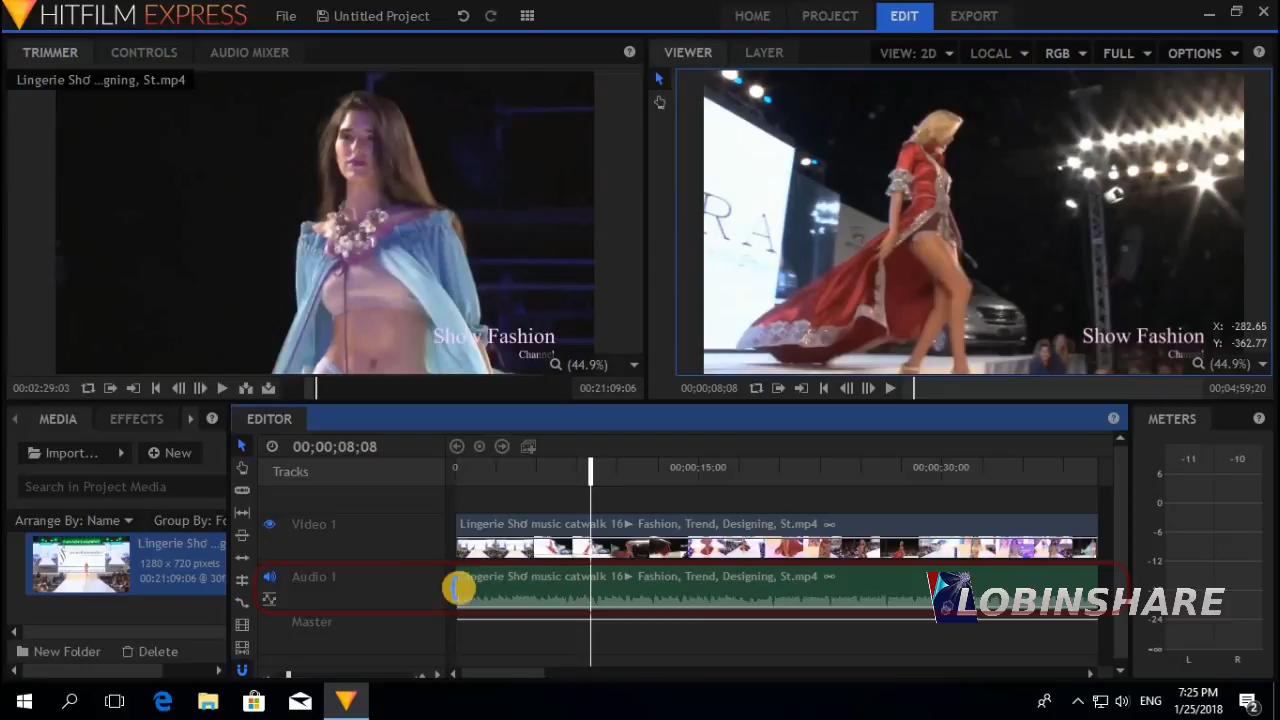 HITFILM EXPRESS
File
Untitled Project
HOME
PROJECT
EDIT
EXPORT
TRIMMER
CONTROLS
AUDIO MIXER
VIEWER
LAYER
VIEW: 2D
LOCAL
RGB
FULL
OPTIONS
Lingerie Shơ ...gning, St.mp4
RA
Show Fashion
Channel
Show Fashion
X: -282.65
Y: -362.77
(44.9%)
(44.9%)
00;02:29;03
00;21:09;06
00;00;08;08
00;04;59;20
MEDIA
EFFECTS
EDITOR
METERS
Import...
New
00;00;08;08
-11 -10
Search in Project Media
Tracks
0
00;00;15;00
00;00;30;00
6
0
-6
-12
-24
-∞
L R
Arrange By: Name
Group By: Fo
Video 1
Lingerie Shơ music catwalk 16► Fashion, Trend, Designing, St.mp4
Lingerie Shơ ...g
1280 x 720 pixels
00:21:09;06 @ 30f
Audio 1
Lingerie Shơ music catwalk 16► Fashion, Trend, Designing, St.mp4
LOBINSHARE
Master
New Folder
Delete
ENG
7:25 PM
1/25/2018
2